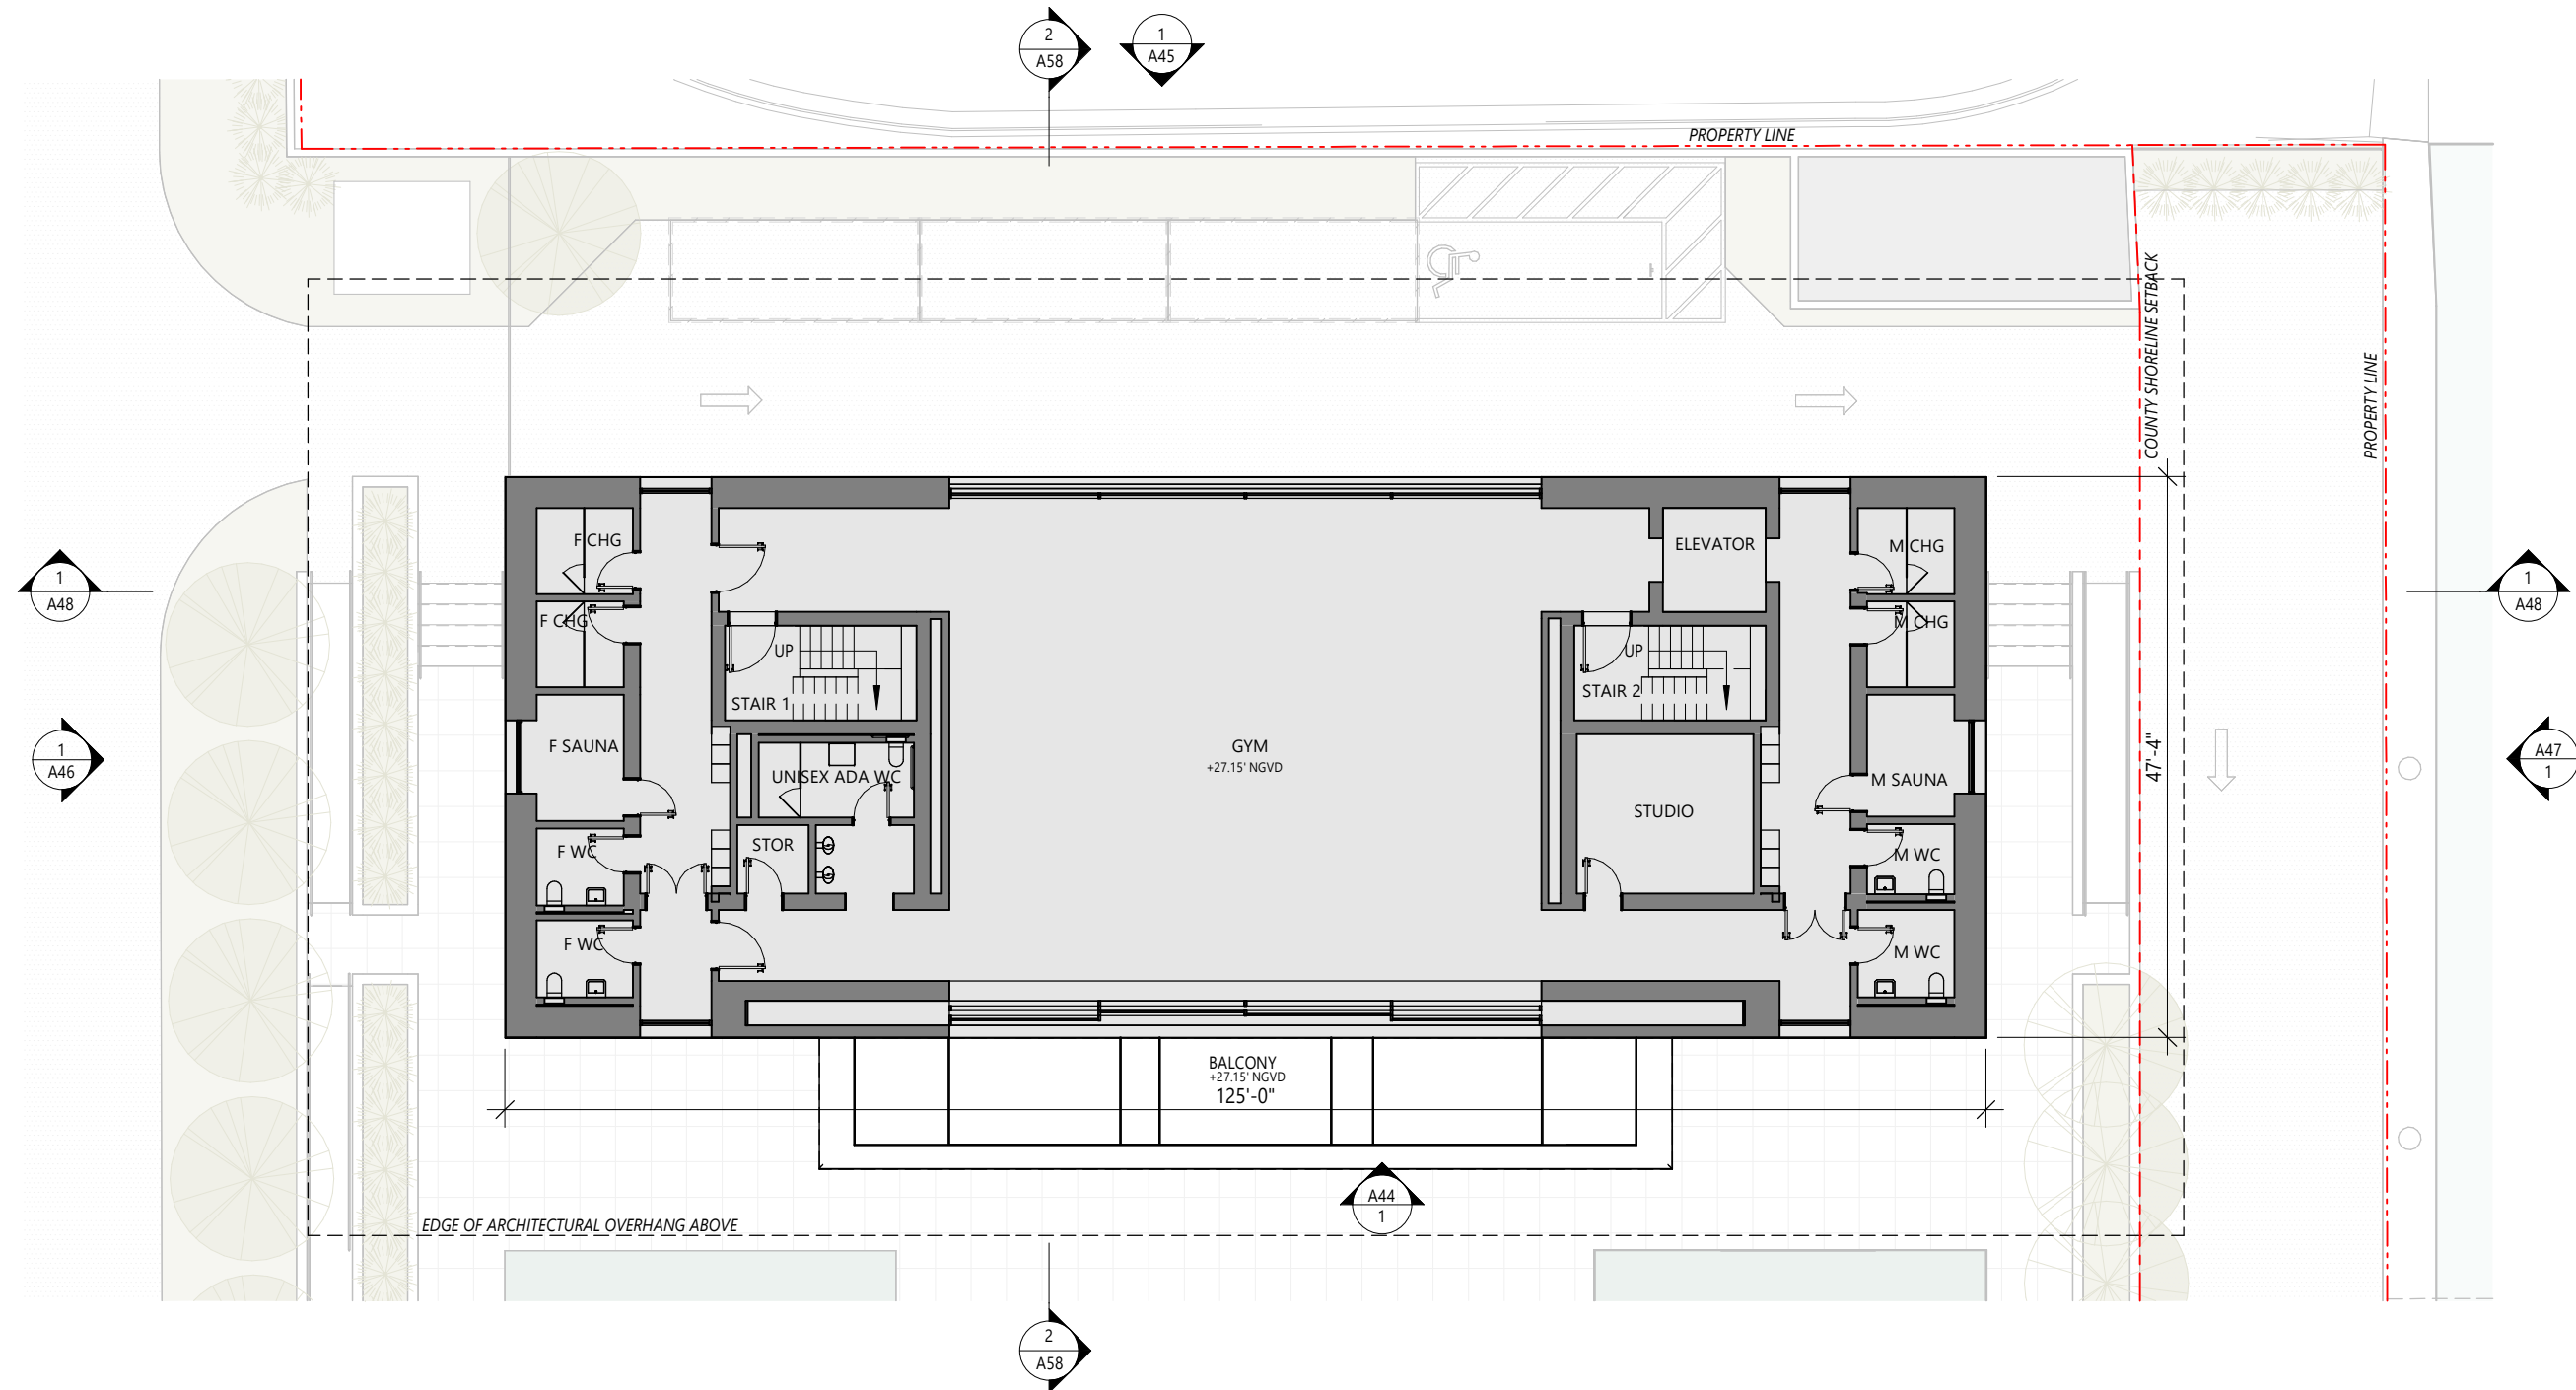 2
A58
1
A45
PROPERTY LINE
COUNTY SHORELINE SETBACK
PROPERTY LINE
F CHG
ELEVATOR
M CHG
1
A48
1
A48
F CHG
M CHG
UP
UP
STAIR 1
STAIR 2
1
A46
F SAUNA
GYM
+27.15' NGVD
47'-4"
A47
1
UNISEX ADA WC
M SAUNA
STUDIO
F WC
STOR
M WC
F WC
M WC
BALCONY
+27.15' NGVD
125'-0"
A44
1
EDGE OF ARCHITECTURAL OVERHANG ABOVE
2
A58